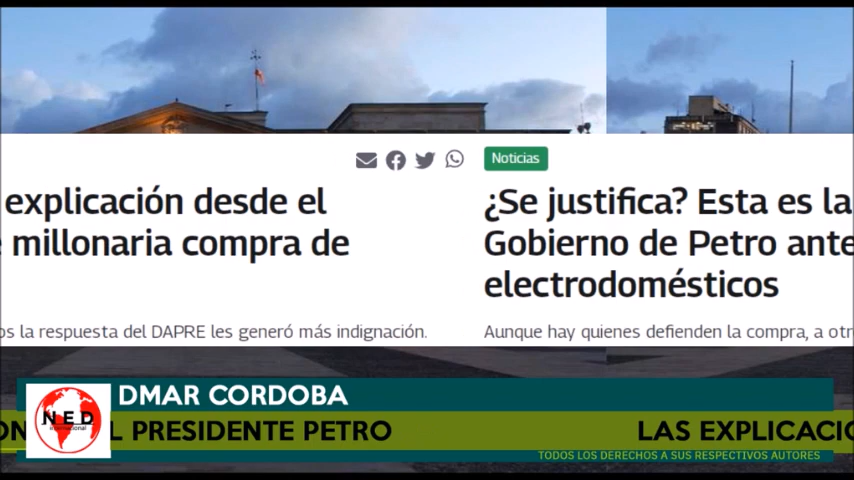 Noticias
explicación desde el
millonaria compra de
os la respuesta del DAPRE les generó más indignación.
¿Se justifica? Esta es la
Gobierno de Petro ante
electrodomésticos
Aunque hay quienes defienden la compra, a otr
DMAR CORDOBA
NED
international
L PRESIDENTE PETRO
LAS EXPLICACIO
TODOS LOS DERECHOS A SUS RESPECTIVOS AUTORES